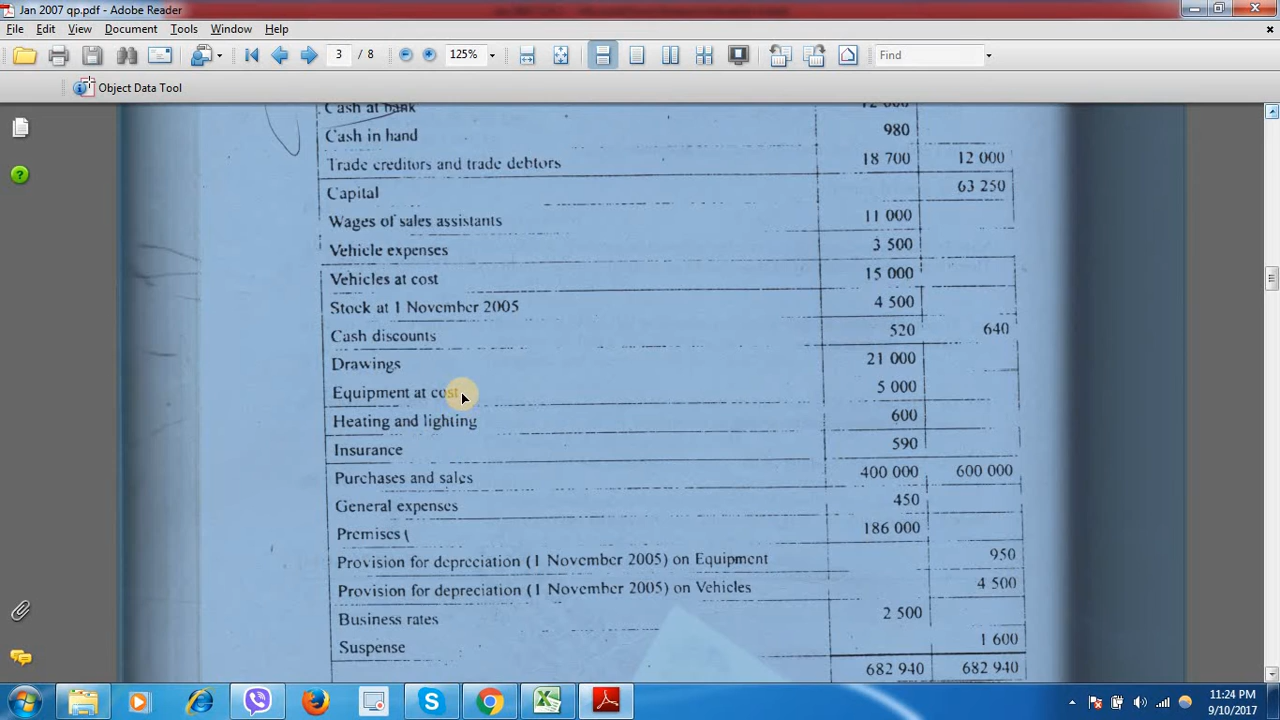 Jan 2007 qp.pdf - Adobe Reader
File Edit View Document Tools Window Help
3 / 8 125% Find
Object Data Tool
Cash at bank
Cash in hand 980
Trade creditors and trade debtors 18 700 12 000
Capital 63 250
Wages of sales assistants 11 000
Vehicle expenses 3 500
Vehicles at cost 15 000
Stock at 1 November 2005 4 500
Cash discounts 520 640
Drawings 21 000
Equipment at cost 5 000
Heating and lighting 600
Insurance 590
Purchases and sales 400 000 600 000
General expenses 450
Premises 186 000
Provision for depreciation (1 November 2005) on Equipment 950
Provision for depreciation (1 November 2005) on Vehicles 4 500
Business rates 2 500
Suspense 1 600
682 940 682 940
11:24 PM
9/10/2017